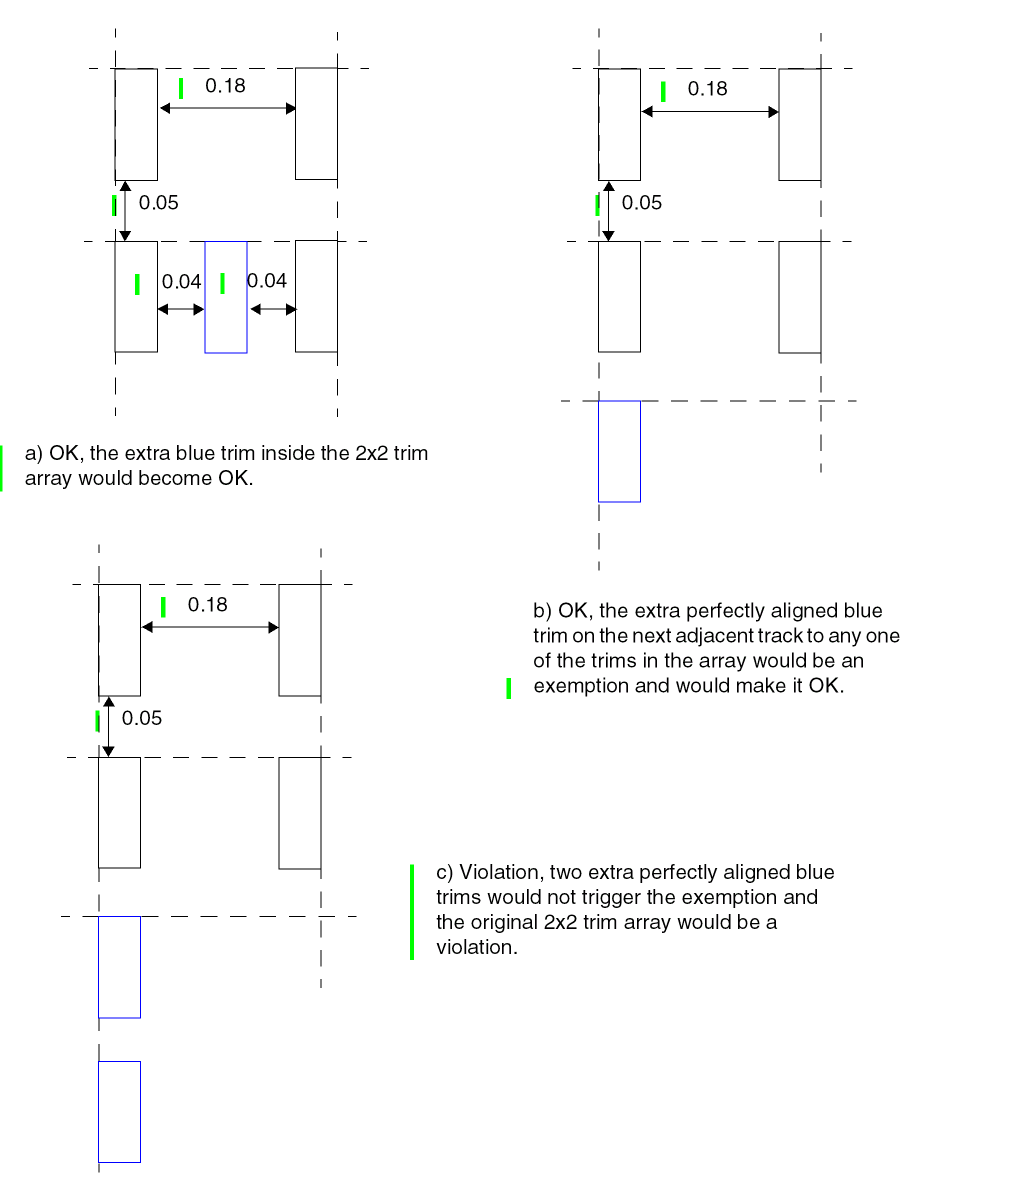 0.18
0.05
0.04 0.04
a) OK, the extra blue trim inside the 2x2 trim
array would become OK.
0.18
0.05
b) OK, the extra perfectly aligned blue
trim on the next adjacent track to any one
of the trims in the array would be an
exemption and would make it OK.
0.18
0.05
c) Violation, two extra perfectly aligned blue
trims would not trigger the exemption and
the original 2x2 trim array would be a
violation.